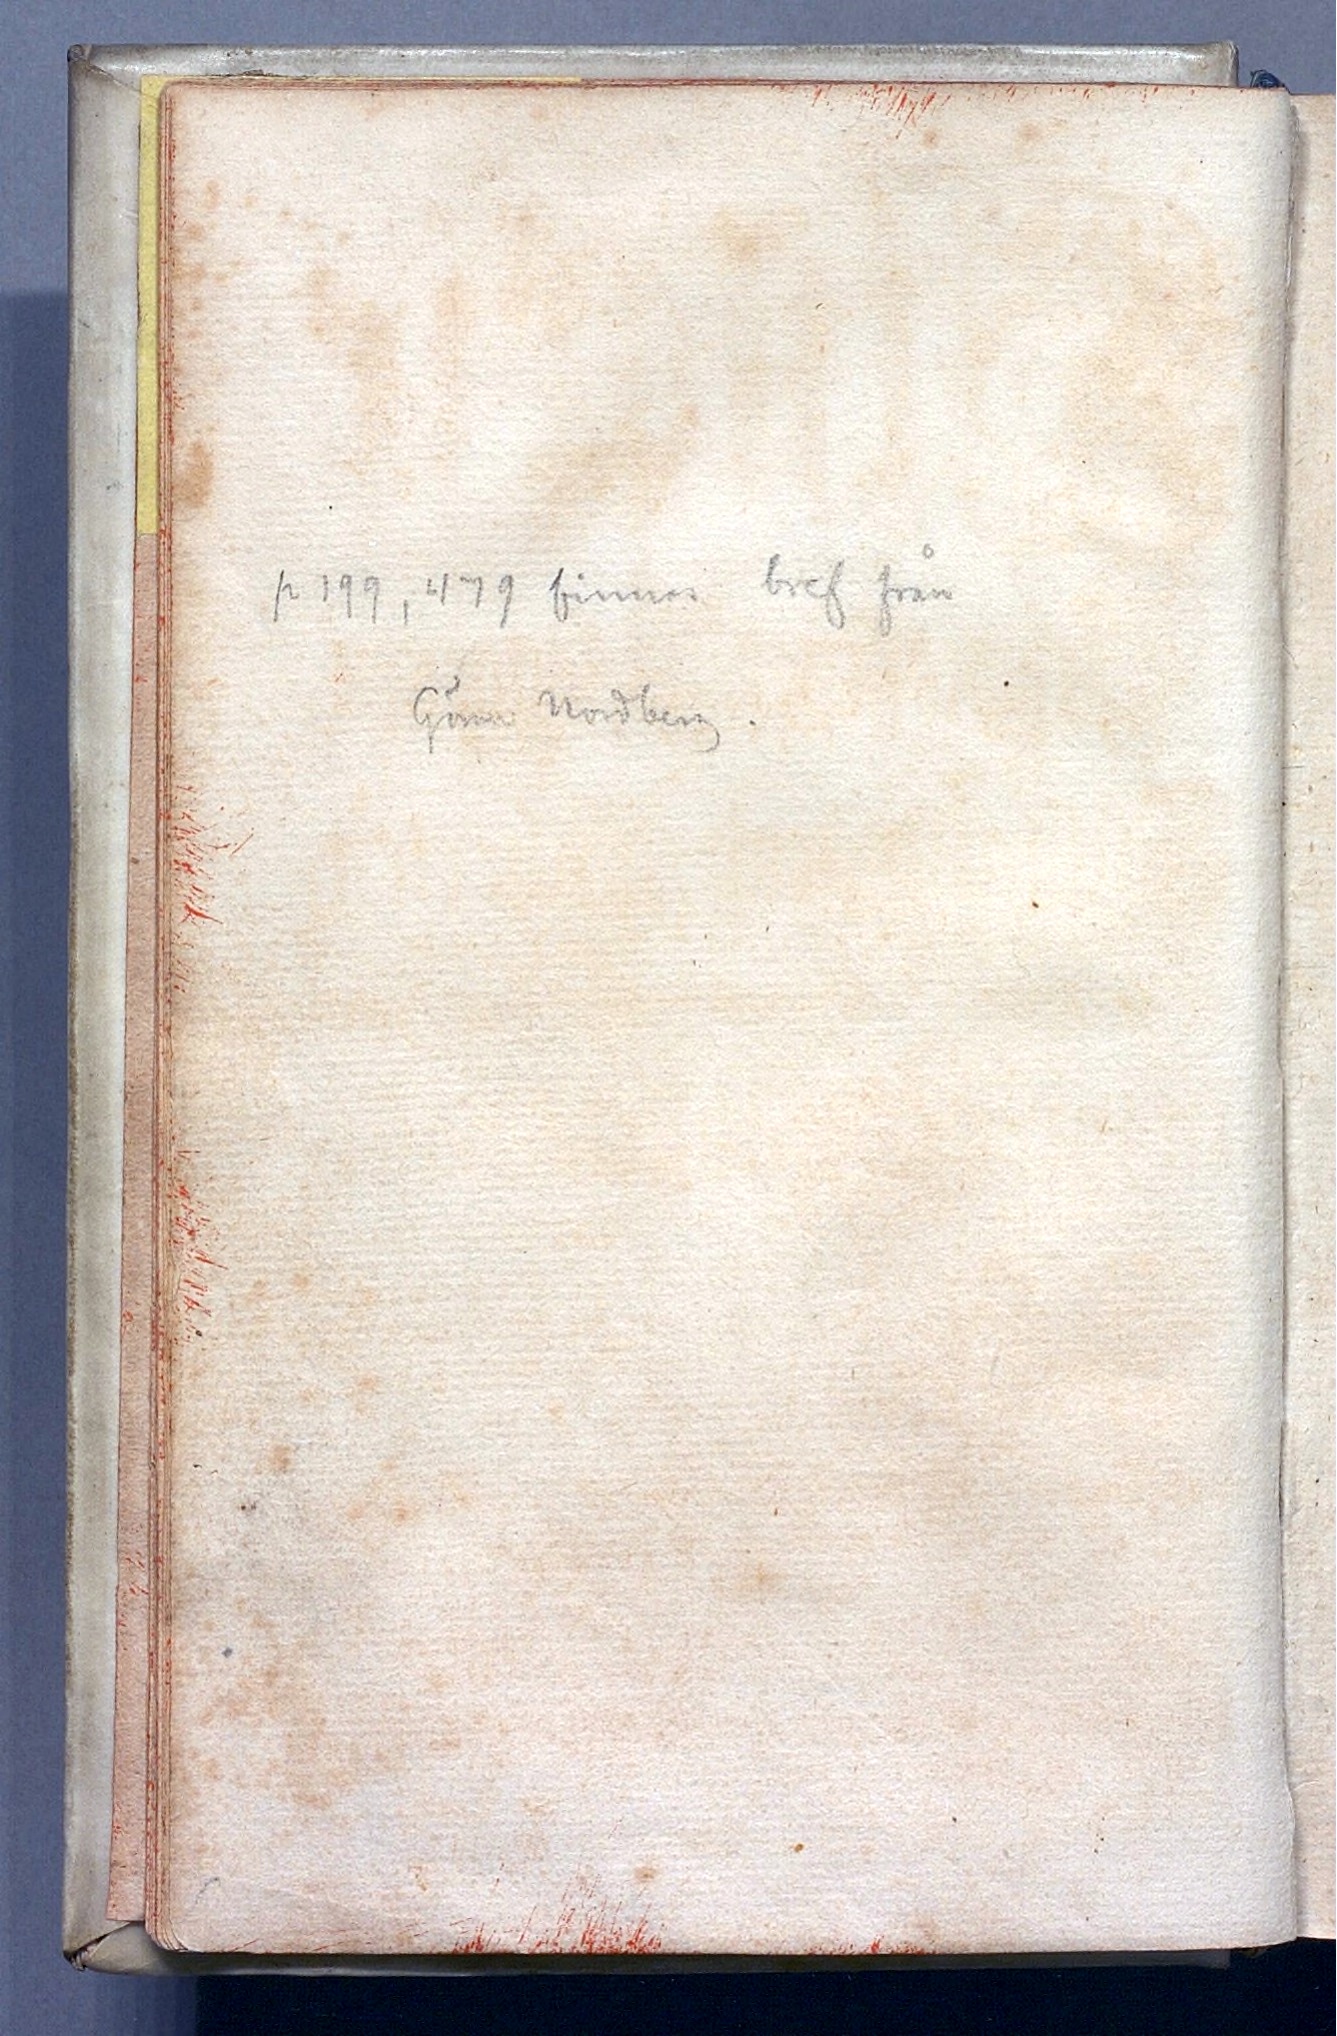 p 199, 479 finnes bref från
Göran Nordberg.